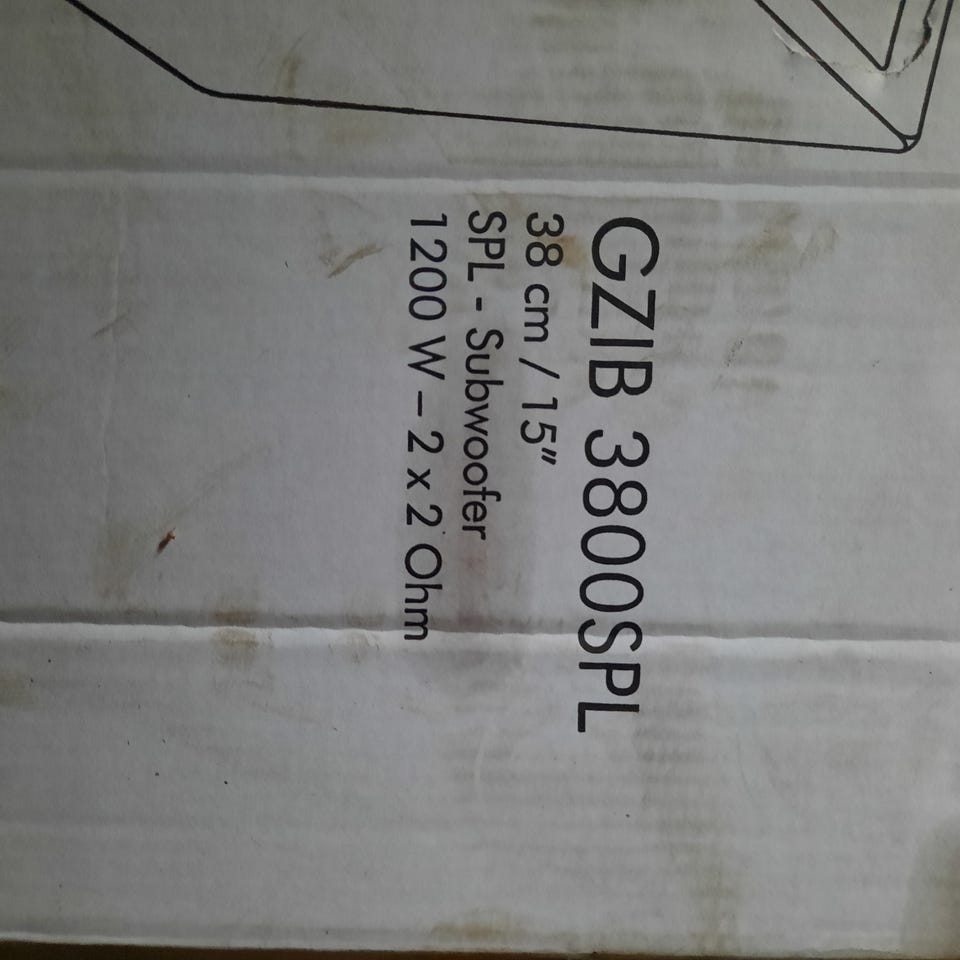 GZIB 3800SPL
38 cm / 15"
SPL - Subwoofer
1200 W – 2 x 2 Ohm